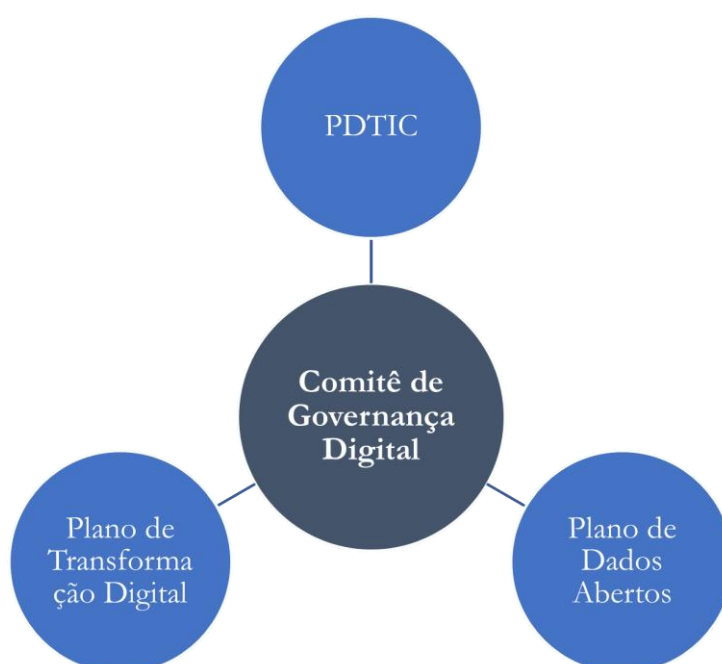 PDTIC
Comitê de
Governança
Digital
Plano de
Transforma
ção Digital
Plano de
Dados
Abertos